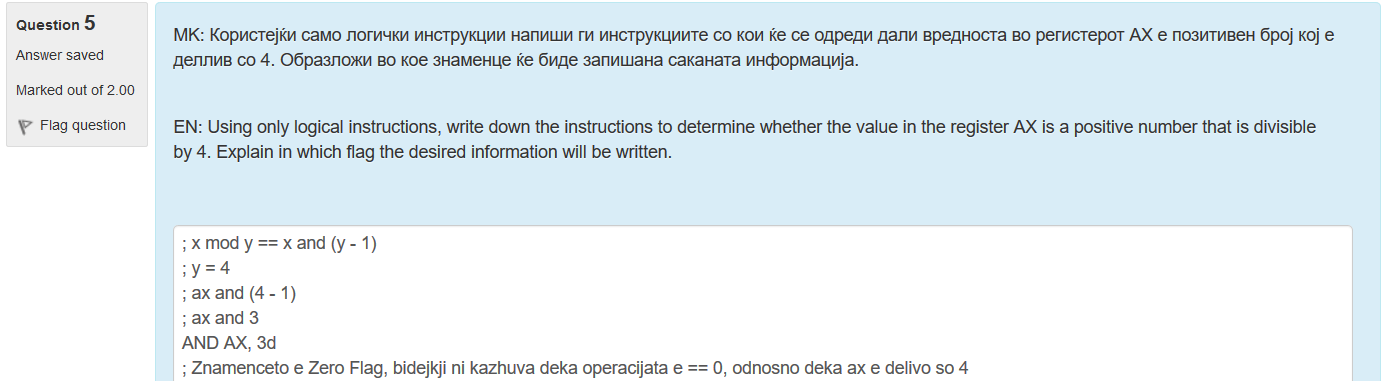 Question 5
Answer saved
Marked out of 2.00
Flag question
МК: Користејќи само логички инструкции напиши ги инструкциите со кои ќе се одреди дали вредноста во регистерот АХ е позитивен број кој е
деллив со 4. Образложи во кое знаменце ќе биде запишана саканата информација.
EN: Using only logical instructions, write down the instructions to determine whether the value in the register AX is a positive number that is divisible
by 4. Explain in which flag the desired information will be written.
; x mod y == x and (y - 1)
; y = 4
; ax and (4 - 1)
; ax and 3
AND AX, 3d
; Znamenceto e Zero Flag, bidejkji ni kazhuva deka operacijata e == 0, odnosno deka ax e delivo so 4